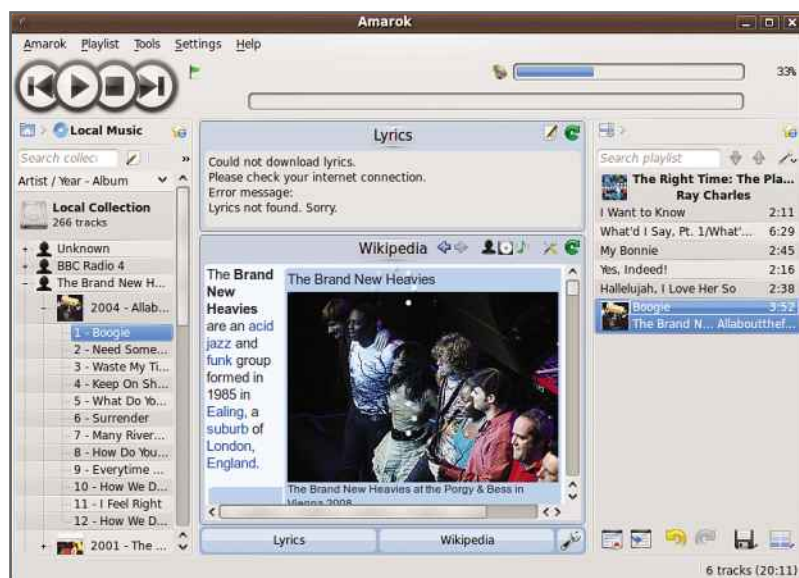 Amarok
Amarok Playlist Tools Settings Help
33%
Local Music
Search collec
»
Artist / Year - Album
Local Collection
266 tracks
Unknown
BBC Radio 4
The Brand New H...
2004 - Allab...
1 - Boogie
2 - Need Some...
3 - Waste My Ti...
4 - Keep On Sh...
5 - What Do Yo...
6 - Surrender
7 - Many River...
8 - How Do You...
9 - Everytime ...
10 - How We D...
11 - I Feel Right
12 - How We D...
2001 - The ...
Lyrics
Could not download lyrics.
Please check your internet connection.
Error message:
Lyrics not found. Sorry.
Wikipedia
The Brand
New
Heavies
are an acid
jazz and
funk group
formed in
1985 in
Ealing, a
suburb of
London,
England.
The Brand New Heavies
The Brand New Heavies at the Porgy & Bess in
Vienna 2008
Lyrics Wikipedia
Search playlist
The Right Time: The Pla...
Ray Charles
I Want to Know 2:11
What'd I Say, Pt. 1/What'... 6:29
My Bonnie 2:45
Yes, Indeed! 2:16
Hallelujah, I Love Her So 2:38
Boogie 3:52
The Brand N... Allaboutthef...
6 tracks (20:11)